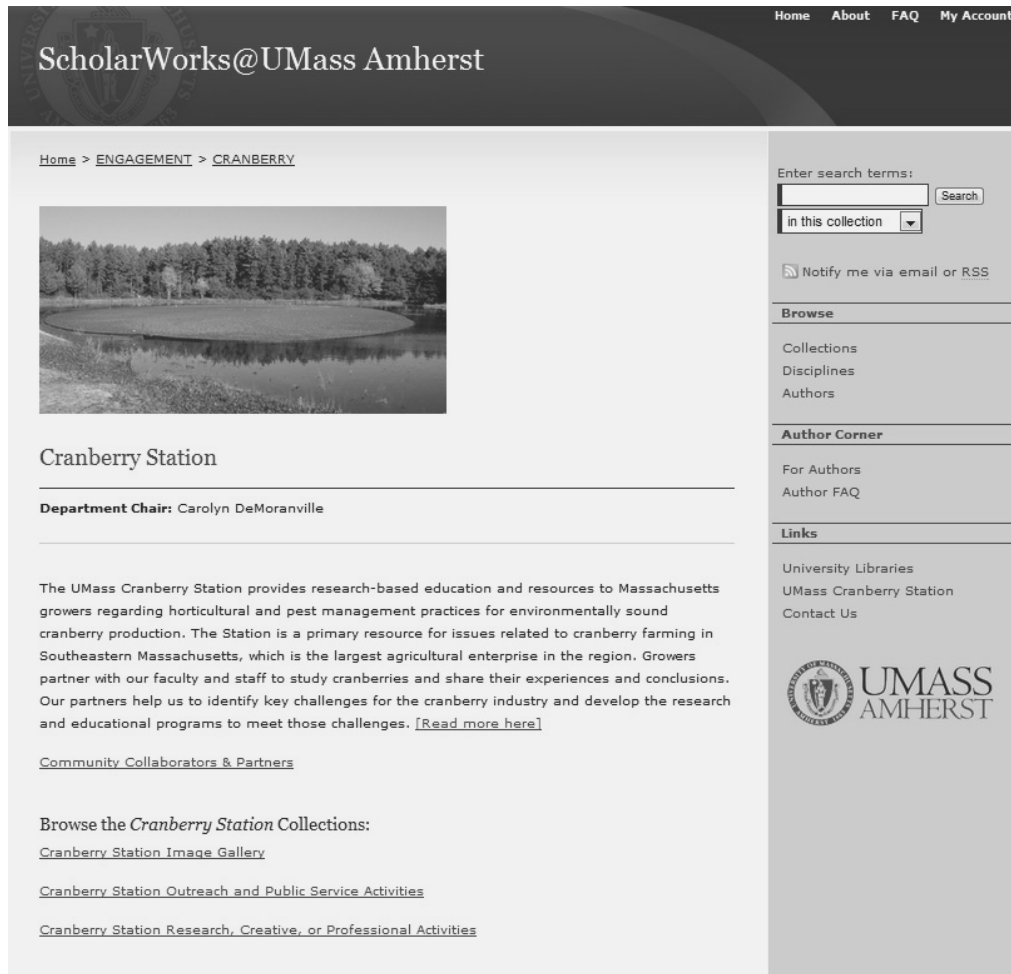 Home About FAQ My Account
ScholarWorks@UMass Amherst
Home > ENGAGEMENT > CRANBERRY
Cranberry Station
Department Chair: Carolyn DeMoranville
The UMass Cranberry Station provides research-based education and resources to Massachusetts
growers regarding horticultural and pest management practices for environmentally sound
cranberry production. The Station is a primary resource for issues related to cranberry farming in
Southeastern Massachusetts, which is the largest agricultural enterprise in the region. Growers
partner with our faculty and staff to study cranberries and share their experiences and conclusions.
Our partners help us to identify key challenges for the cranberry industry and develop the research
and educational programs to meet those challenges. [Read more here]
Community Collaborators & Partners
Browse the Cranberry Station Collections:
Cranberry Station Image Gallery
Cranberry Station Outreach and Public Service Activities
Cranberry Station Research, Creative, or Professional Activities
Enter search terms:
Search
in this collection
Notify me via email or RSS
Browse
Collections
Disciplines
Authors
Author Corner
For Authors
Author FAQ
Links
University Libraries
UMass Cranberry Station
Contact Us
UMASS
AMHERST